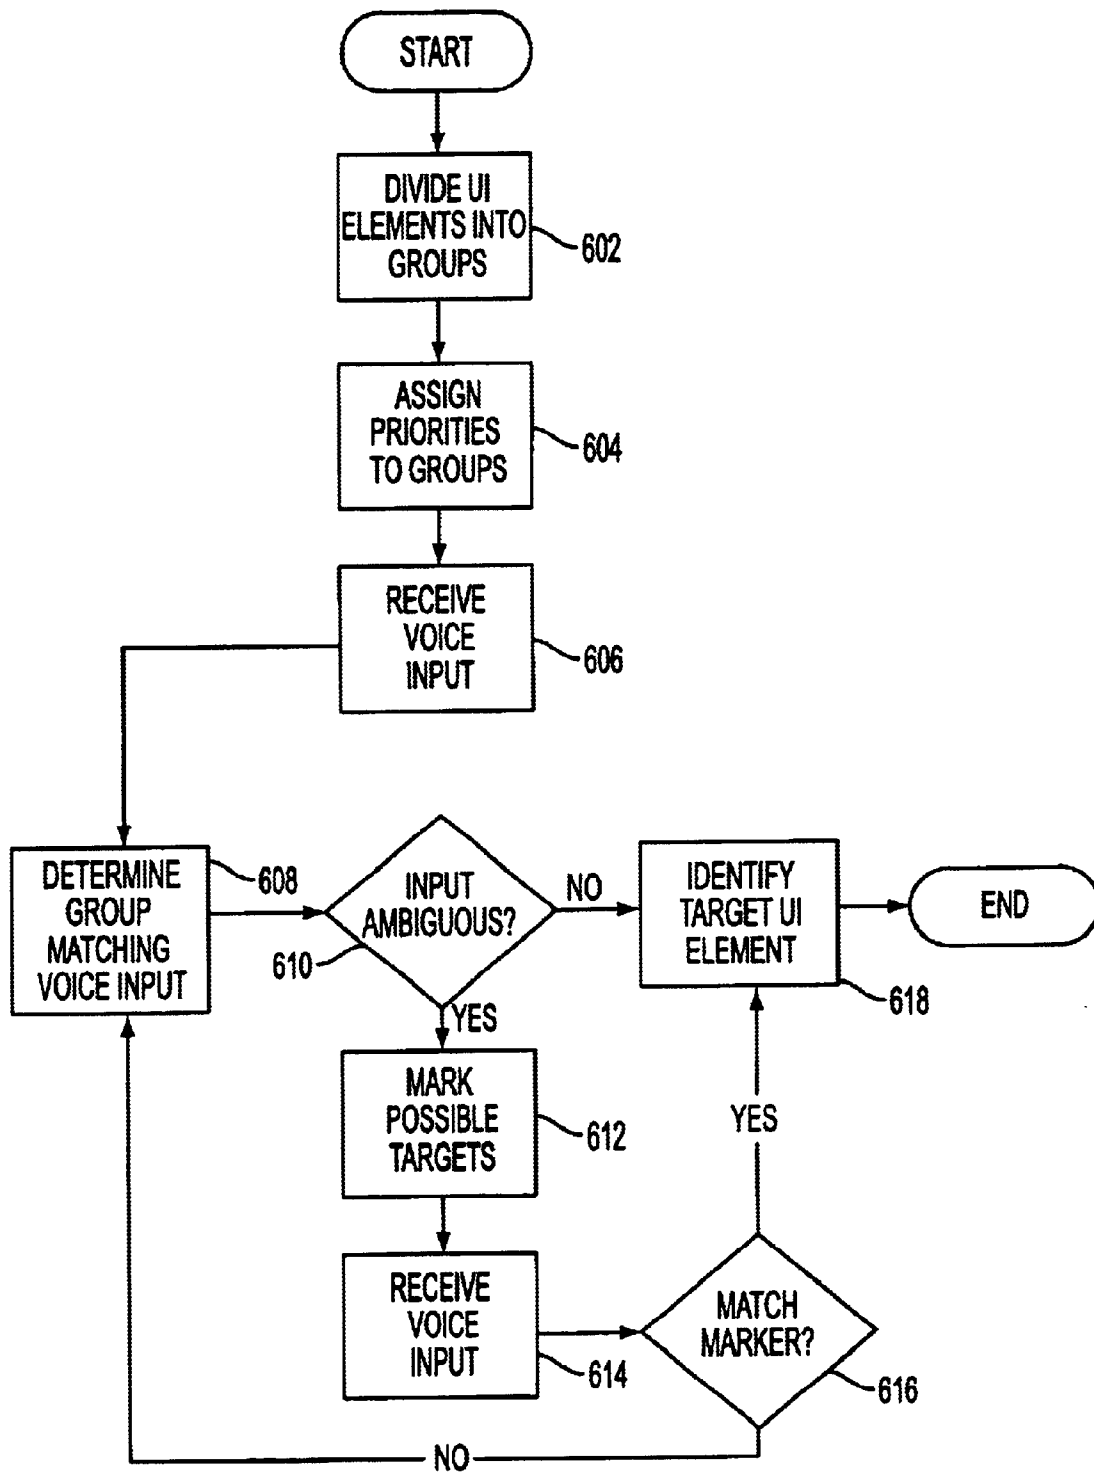 START
DIVIDE UI
ELEMENTS INTO
GROUPS
602
ASSIGN
PRIORITIES
TO GROUPS
604
RECEIVE
VOICE
INPUT
606
DETERMINE
GROUP
MATCHING
VOICE INPUT
608
INPUT
AMBIGUOUS?
610
NO
IDENTIFY
TARGET UI
ELEMENT
618
END
YES
MARK
POSSIBLE
TARGETS
612
RECEIVE
VOICE
INPUT
614
MATCH
MARKER?
616
YES
NO